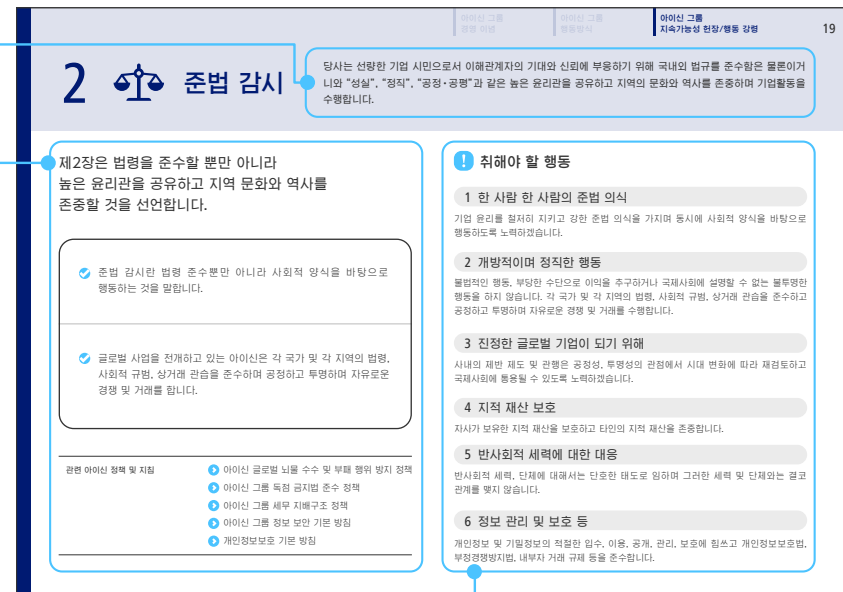 아이신 그룹
경영 이념
아이신 그룹
행동방식
아이신 그룹
지속가능성 헌장/행동 강령
19
2 준법 감시
당사는 선량한 기업 시민으로서 이해관계자의 기대와 신뢰에 부응하기 위해 국내외 법규를 준수함은 물론이거
니와 “성실”, “정직”, “공정·공평”과 같은 높은 윤리관을 공유하고 지역의 문화와 역사를 존중하며 기업활동을
수행합니다.
제2장은 법령을 준수할 뿐만 아니라
높은 윤리관을 공유하고 지역 문화와 역사를
존중할 것을 선언합니다.
준법 감시란 법령 준수뿐만 아니라 사회적 양식을 바탕으로
행동하는 것을 말합니다.
글로벌 사업을 전개하고 있는 아이신은 각 국가 및 각 지역의 법령,
사회적 규범, 상거래 관습을 준수하며 공정하고 투명하며 자유로운
경쟁 및 거래를 합니다.
관련 아이신 정책 및 지침
아이신 글로벌 뇌물 수수 및 부패 행위 방지 정책
아이신 그룹 독점 금지법 준수 정책
아이신 그룹 세무 지배구조 정책
아이신 그룹 정보 보안 기본 방침
개인정보보호 기본 방침
! 취해야 할 행동
1 한 사람 한 사람의 준법 의식
기업 윤리를 철저히 지키고 강한 준법 의식을 가지며 동시에 사회적 양식을 바탕으로
행동하도록 노력하겠습니다.
2 개방적이며 정직한 행동
불법적인 행동, 부당한 수단으로 이익을 추구하거나 국제사회에 설명할 수 없는 불투명한
행동을 하지 않습니다. 각 국가 및 각 지역의 법령, 사회적 규범, 상거래 관습을 준수하고
공정하고 투명하며 자유로운 경쟁 및 거래를 수행합니다.
3 진정한 글로벌 기업이 되기 위해
사내의 제반 제도 및 관행은 공정성, 투명성의 관점에서 시대 변화에 따라 재검토하고
국제사회에 통용될 수 있도록 노력하겠습니다.
4 지적 재산 보호
자사가 보유한 지적 재산을 보호하고 타인의 지적 재산을 존중합니다.
5 반사회적 세력에 대한 대응
반사회적 세력, 단체에 대해서는 단호한 태도로 임하며 그러한 세력 및 단체와는 결코
관계를 맺지 않습니다.
6 정보 관리 및 보호 등
개인정보 및 기밀정보의 적절한 입수, 이용, 공개, 관리, 보호에 힘쓰고 개인정보보호법,
부정경쟁방지법, 내부자 거래 규제 등을 준수합니다.